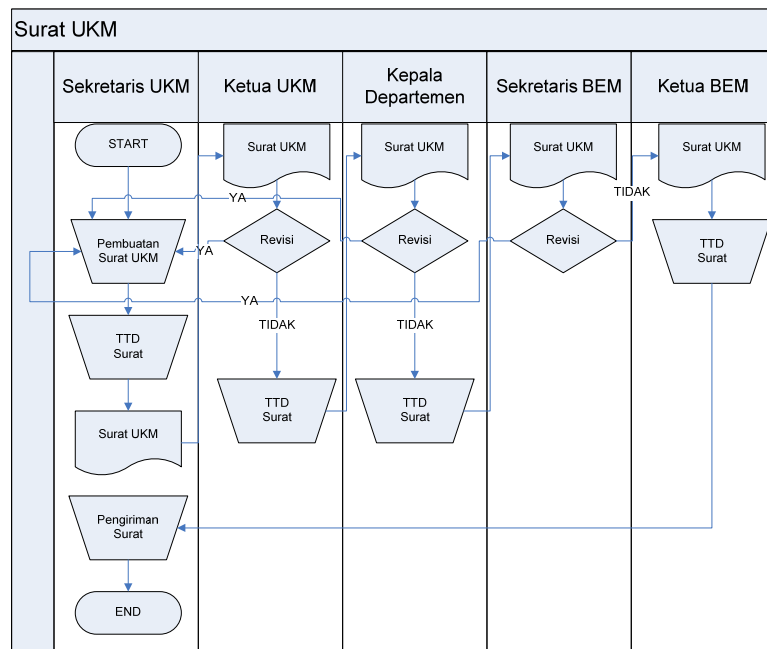 Surat UKM
Sekretaris UKM
Ketua UKM
Kepala
Departemen
Sekretaris BEM
Ketua BEM
START
Surat UKM
Surat UKM
Surat UKM
Surat UKM
TIDAK
YA
Pembuatan
Surat UKM
YA
Revisi
Revisi
Revisi
TTD
Surat
YA
TIDAK
TIDAK
TTD
Surat
TTD
Surat
TTD
Surat
Surat UKM
Pengiriman
Surat
END